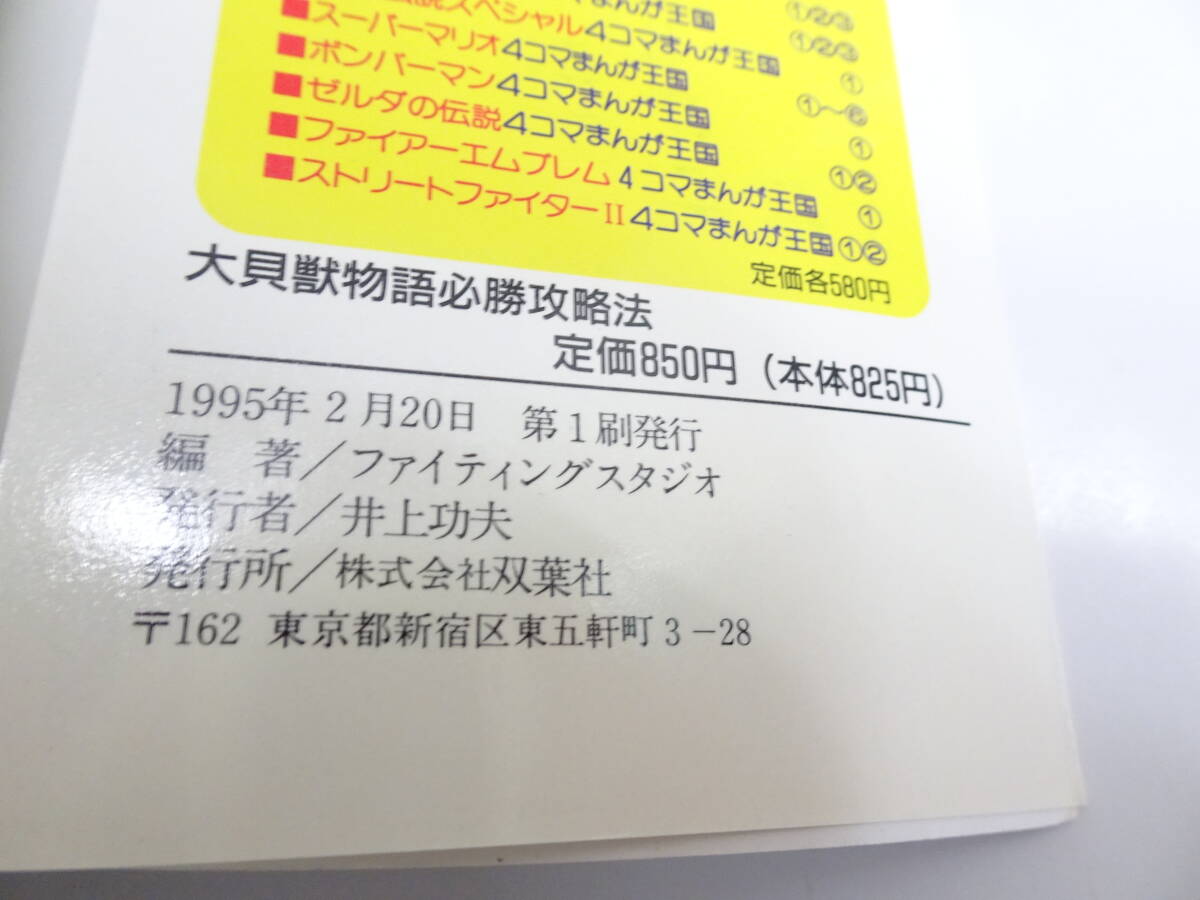 ①②③
まんが王国 ①②③
説スペシャル4コマまんが王国 ①
■スーパーマリオ4コマまんが王国 ①〜⑥
■ボンバーマン4コマまんが王国 ①
■ゼルダの伝説4コマまんが王国 ①②
■ファイアーエムブレム4コマまんが王国 ①
■ストリートファイターⅡ4コマまんが王国①②
定価各580円
大貝獣物語必勝攻略法
定価850円（本体825円）
1995年2月20日 第1刷発行
編 著／ファイティングスタジオ
発行者／井上功夫
発行所／株式会社双葉社
〒162 東京都新宿区東五軒町3−28